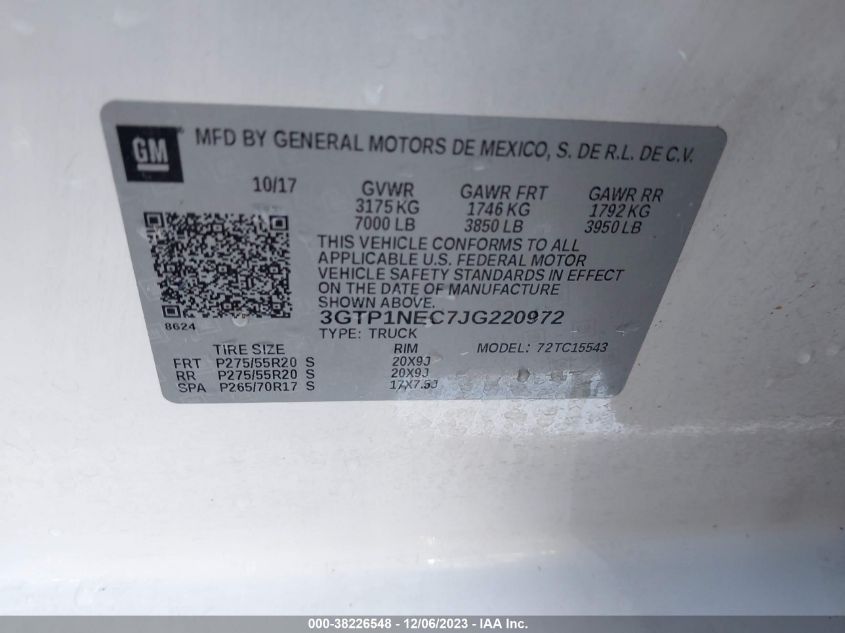 GM MFD BY GENERAL MOTORS DE MEXICO, S. DE R.L. DE C.V.
10/17 GVWR GAWR FRT GAWR RR
3175 KG 1746 KG 1792 KG
7000 LB 3850 LB 3950 LB
THIS VEHICLE CONFORMS TO ALL
APPLICABLE U.S. FEDERAL MOTOR
VEHICLE SAFETY STANDARDS IN EFFECT
ON THE DATE OF MANUFACTURE
SHOWN ABOVE.
8624 3GTP1NEC7JG220972
TYPE: TRUCK
TIRE SIZE RIM MODEL: 72TC15543
FRT P275/55R20 S 20X9J
RR P275/55R20 S 20X9J
SPA P265/70R17 S 17X7.5J
000-38226548 - 12/06/2023 - IAA Inc.